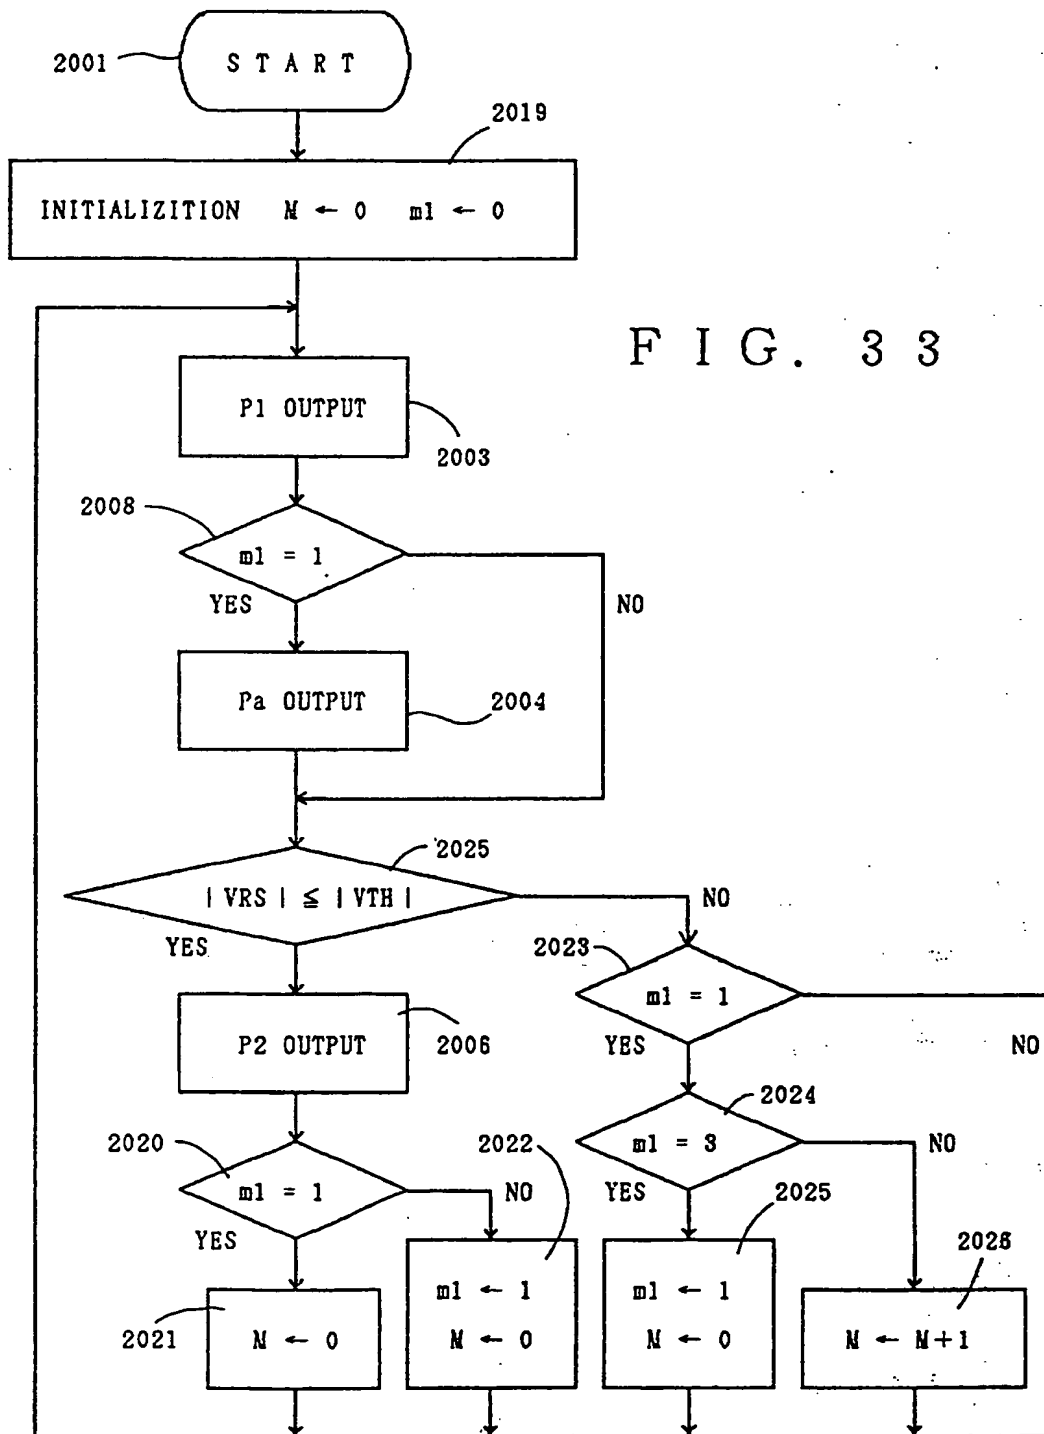 2001
START
2019
INITIALIZITION M ← 0 m1 ← 0
FIG. 33
P1 OUTPUT
2003
2008
m1 = 1
YES
NO
Pa OUTPUT
2004
2025
| VRS | ≦ | VTH |
NO
YES
2023
m1 = 1
P2 OUTPUT
2006
YES
NO
2024
2020
2022
m1 = 3
NO
m1 = 1
NO
YES
2025
YES
2026
m1 ← 1
m1 ← 1
2021
M ← 0
M ← 0
M ← 0
M ← M+1